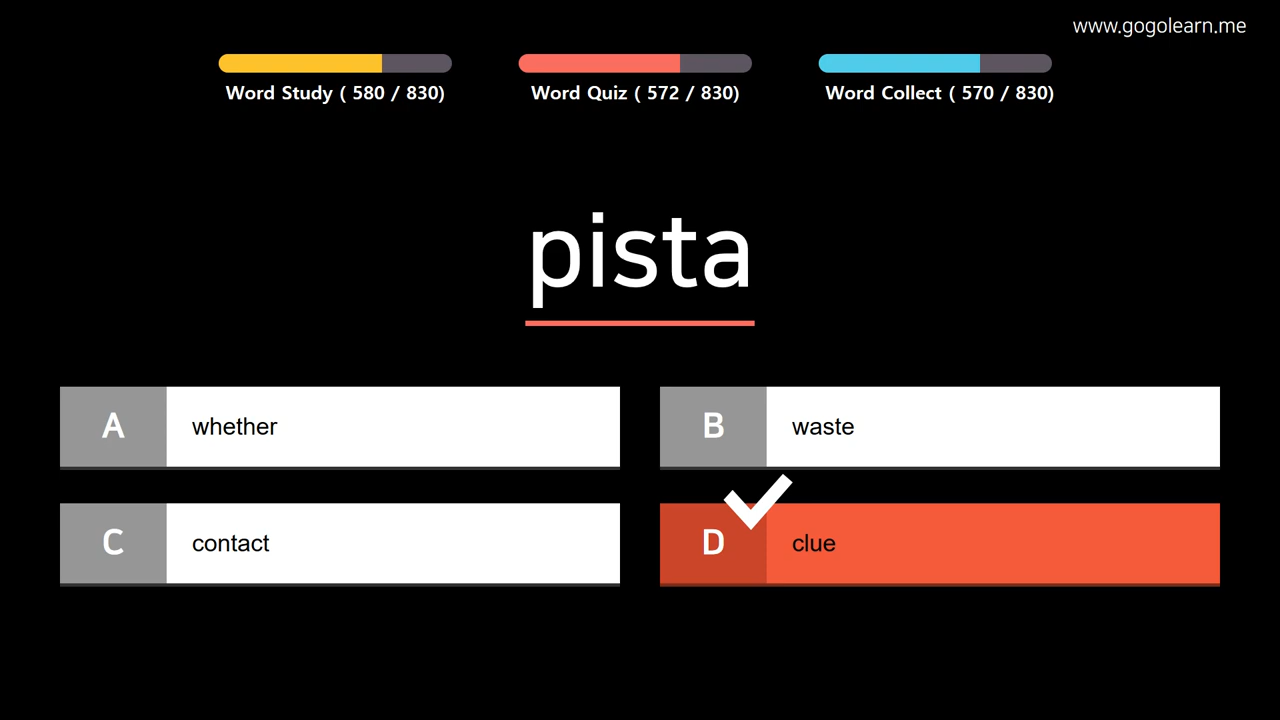 www.gogolearn.me
Word Study ( 580 / 830)
Word Quiz ( 572 / 830)
Word Collect ( 570 / 830)
pista
A whether
B waste
C contact
D clue